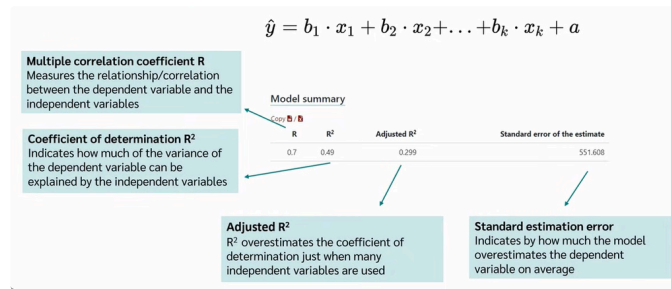 ŷ = b₁ · x₁ + b₂ · x₂+. . . +bₖ · xₖ + a
Multiple correlation coefficient R
Measures the relationship/correlation
between the dependent variable and the
independent variables
Model summary
Copy /
R R² Adjusted R² Standard error of the estimate
0.7 0.49 0.299 551.608
Coefficient of determination R²
Indicates how much of the variance of
the dependent variable can be
explained by the independent variables
Adjusted R²
R² overestimates the coefficient of
determination just when many
independent variables are used
Standard estimation error
Indicates by how much the model
overestimates the dependent
variable on average